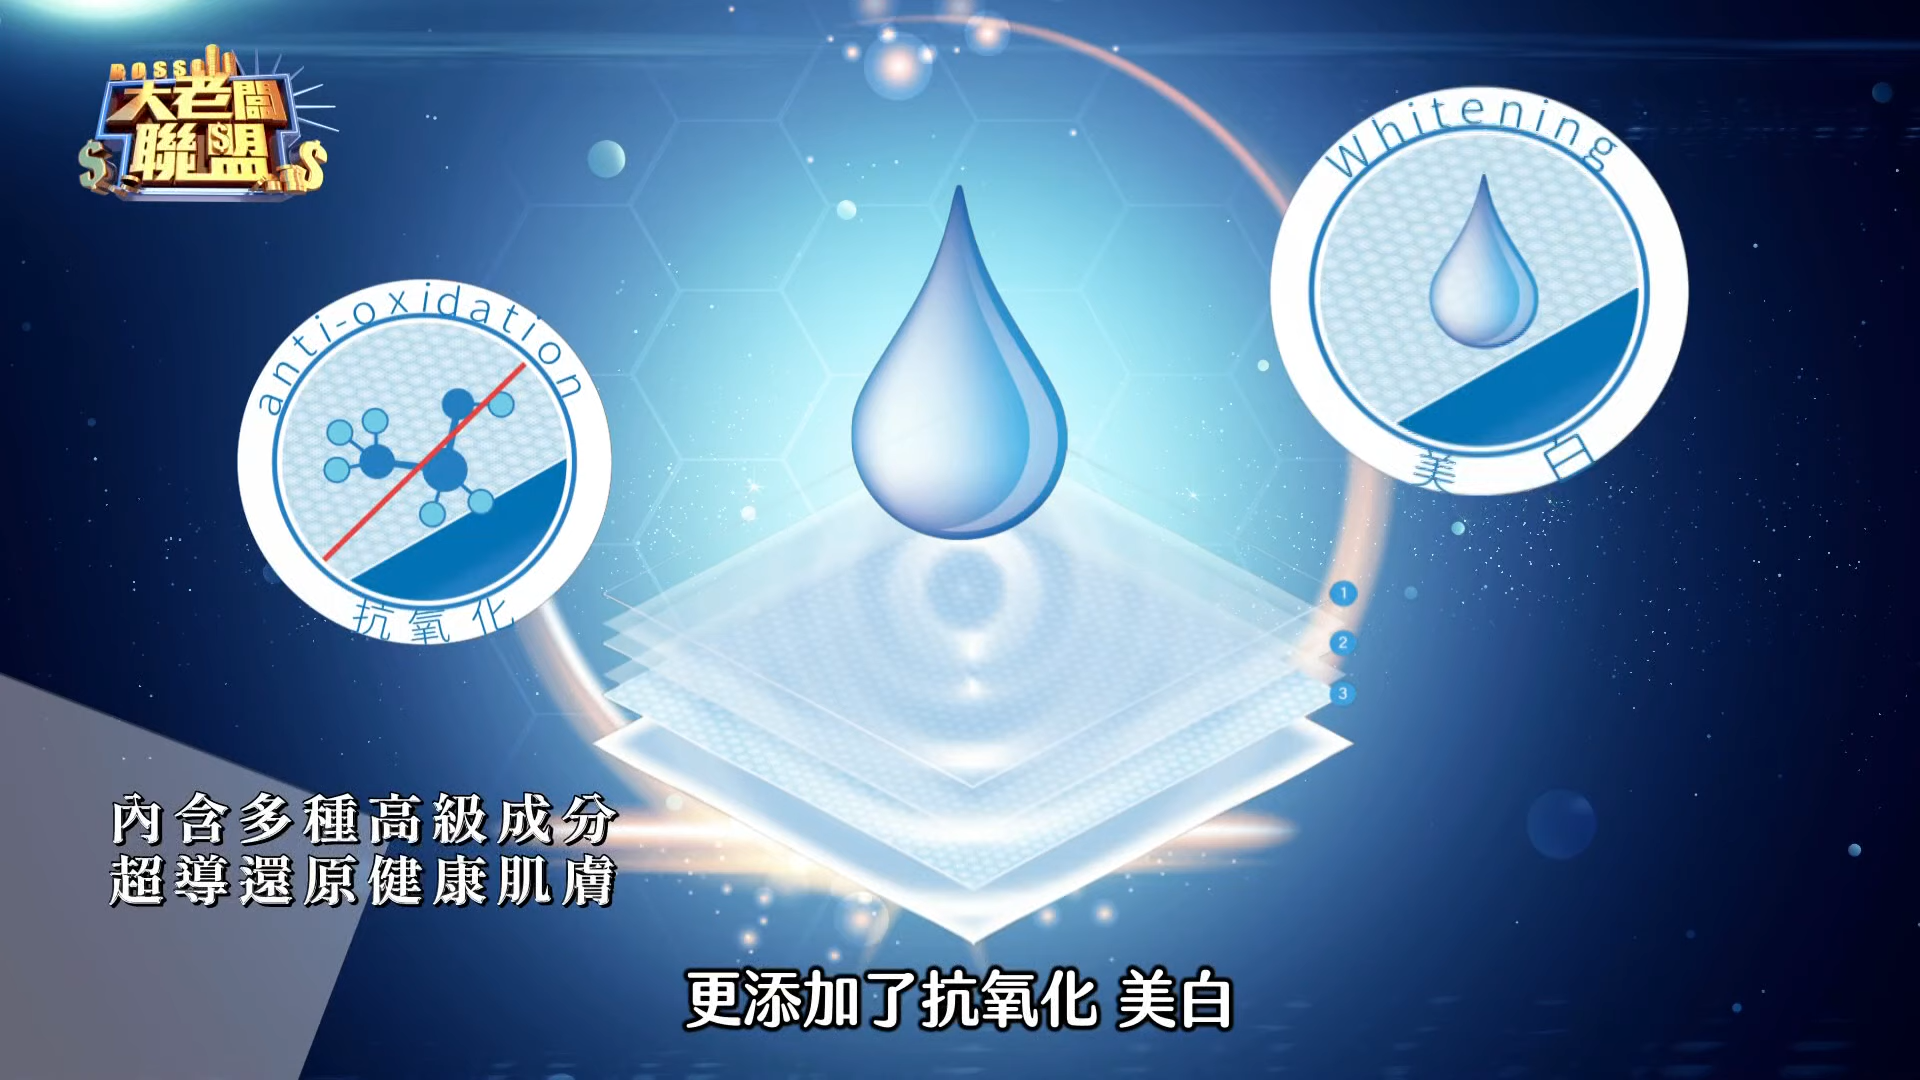 BOSS
大老闆
聯盟
Whitening
美白
anti-oxidation
抗氧化
1
2
3
內含多種高級成分
超導還原健康肌膚
更添加了抗氧化 美白